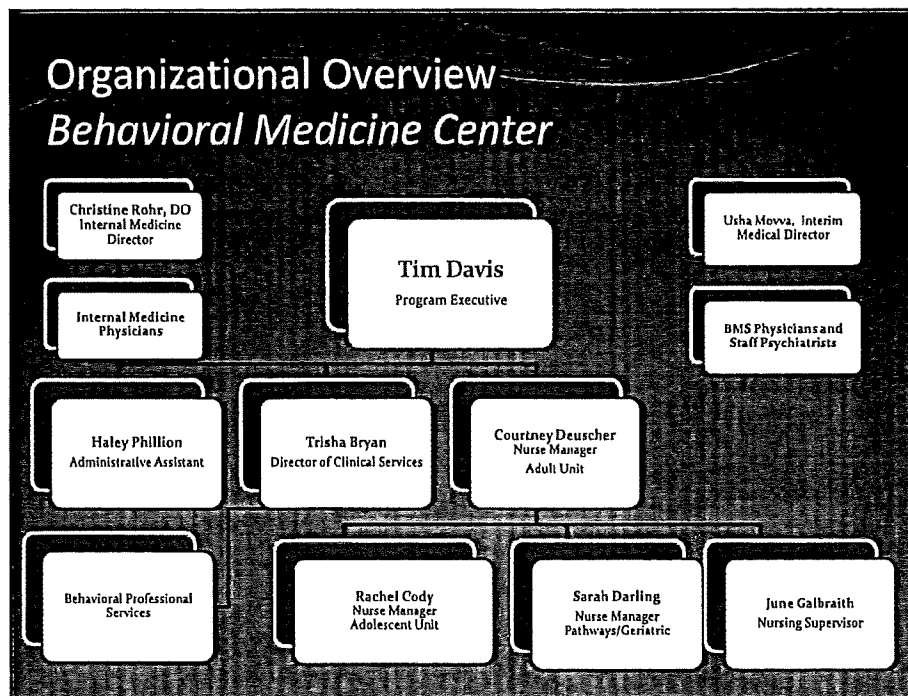 Organizational Overview
Behavioral Medicine Center
Christine Rohr, DO
Internal Medicine
Director
Tim Davis
Program Executive
Usha Movva, Interim
Medical Director
Internal Medicine
Physicians
BMS Physicians and
Staff Psychiatrists
Haley Phillion
Administrative Assistant
Trisha Bryan
Director of Clinical Services
Courtney Deuscher
Nurse Manager
Adult Unit
Behavioral Professional
Services
Rachel Cody
Nurse Manager
Adolescent Unit
Sarah Darling
Nurse Manager
Pathways/Geriatric
June Galbraith
Nursing Supervisor